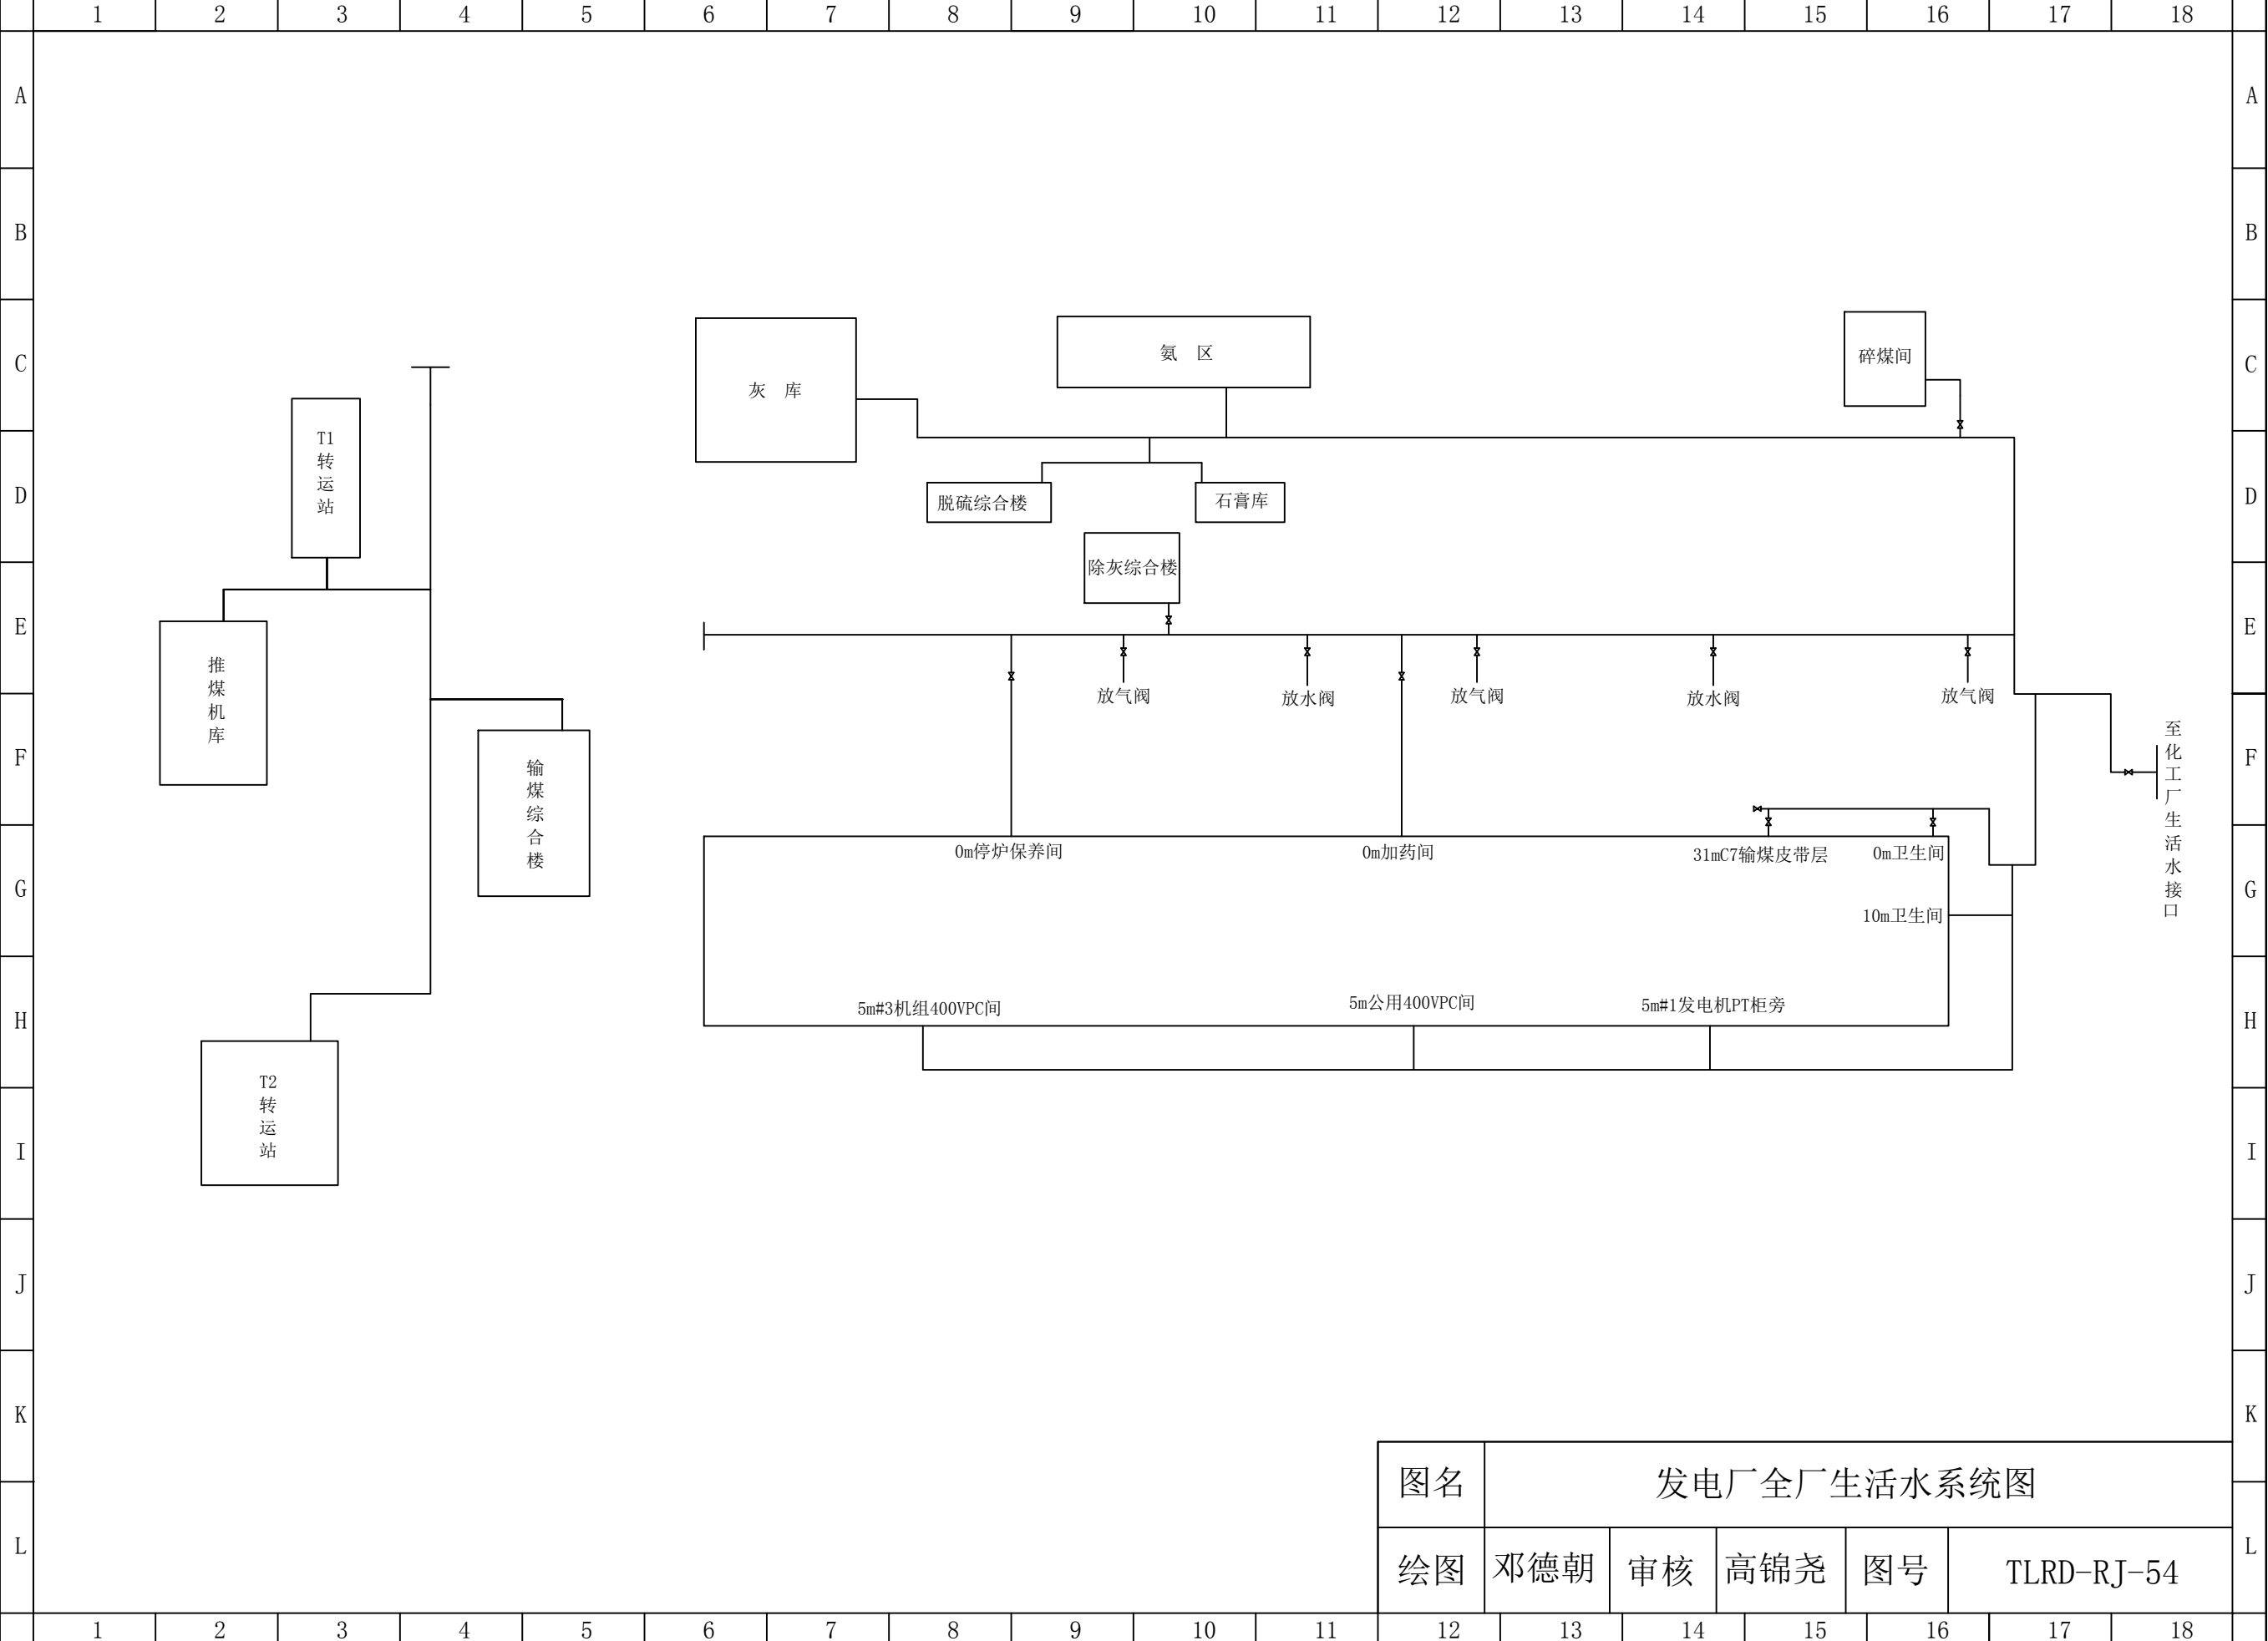 1 2 3 4 5 6 7 8 9 10 11 12 13 14 15 16 17 18
A A
B B
C C
D D
E E
F F
G G
H H
I I
J J
K K
L L
灰 库
氨 区
碎煤间
T1转运站
脱硫综合楼
石膏库
除灰综合楼
推煤机库
放气阀
放水阀
放气阀
放水阀
放气阀
输煤综合楼
至化工厂生活水接口
0m停炉保养间
0m加药间
31mC7输煤皮带层
0m卫生间
10m卫生间
5m#3机组400VPC间
5m公用400VPC间
5m#1发电机PT柜旁
T2转运站
图名 发电厂全厂生活水系统图
绘图 邓德朝 审核 高锦尧 图号 TLRD-RJ-54
1 2 3 4 5 6 7 8 9 10 11 12 13 14 15 16 17 18